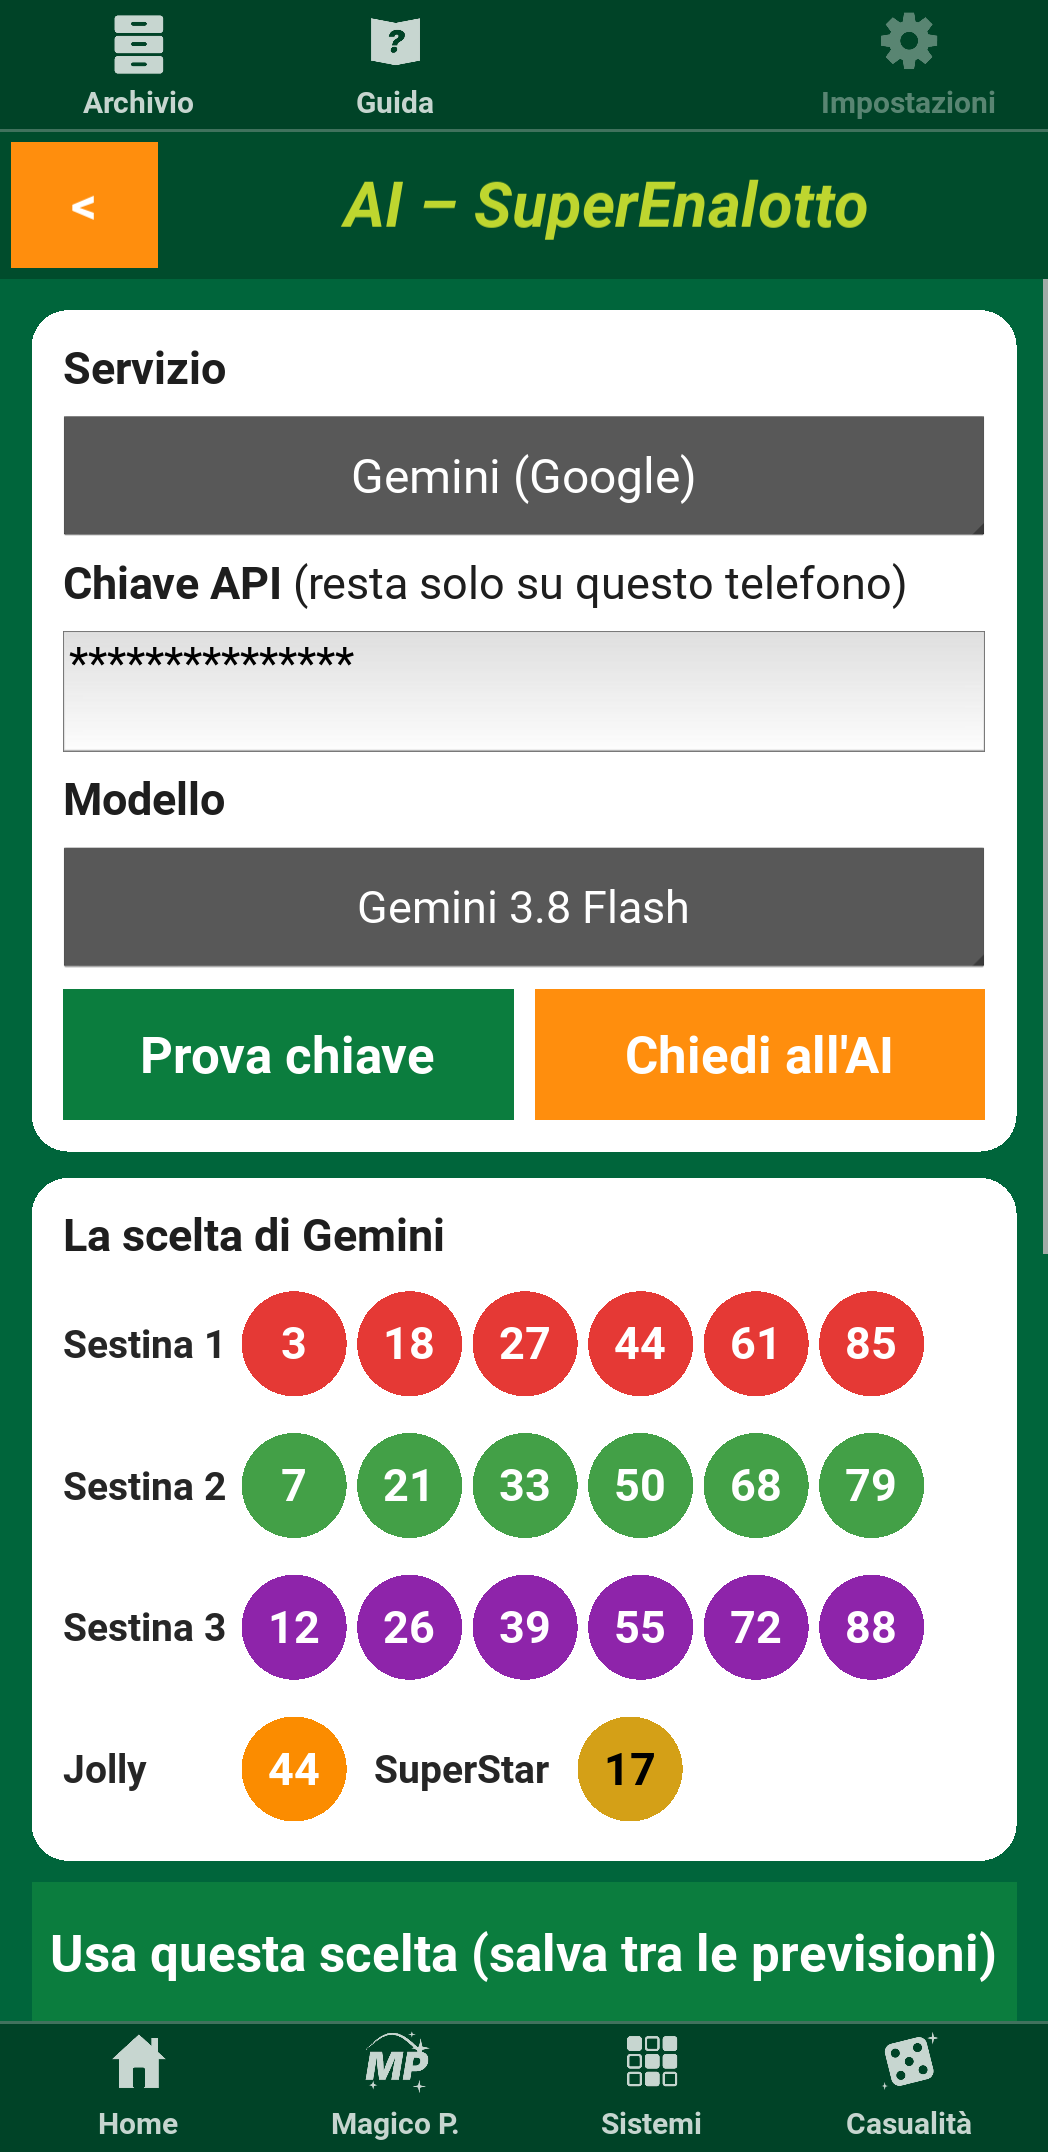 Archivio Guida Impostazioni
< AI – SuperEnalotto
Servizio
Gemini (Google)
Chiave API (resta solo su questo telefono)
***************
Modello
Gemini 3.8 Flash
Prova chiave Chiedi all'AI
La scelta di Gemini
Sestina 1 3 18 27 44 61 85
Sestina 2 7 21 33 50 68 79
Sestina 3 12 26 39 55 72 88
Jolly 44 SuperStar 17
Usa questa scelta (salva tra le previsioni)
MP
Home Magico P. Sistemi Casualità